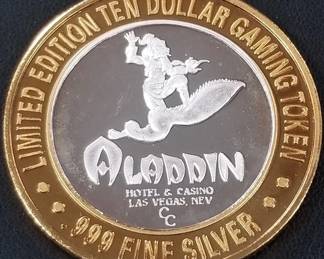 LIMITED EDITION TEN DOLLAR GAMING TOKEN
ALADDIN
HOTEL & CASINO
LAS VEGAS, NEV
CC
.999 FINE SILVER